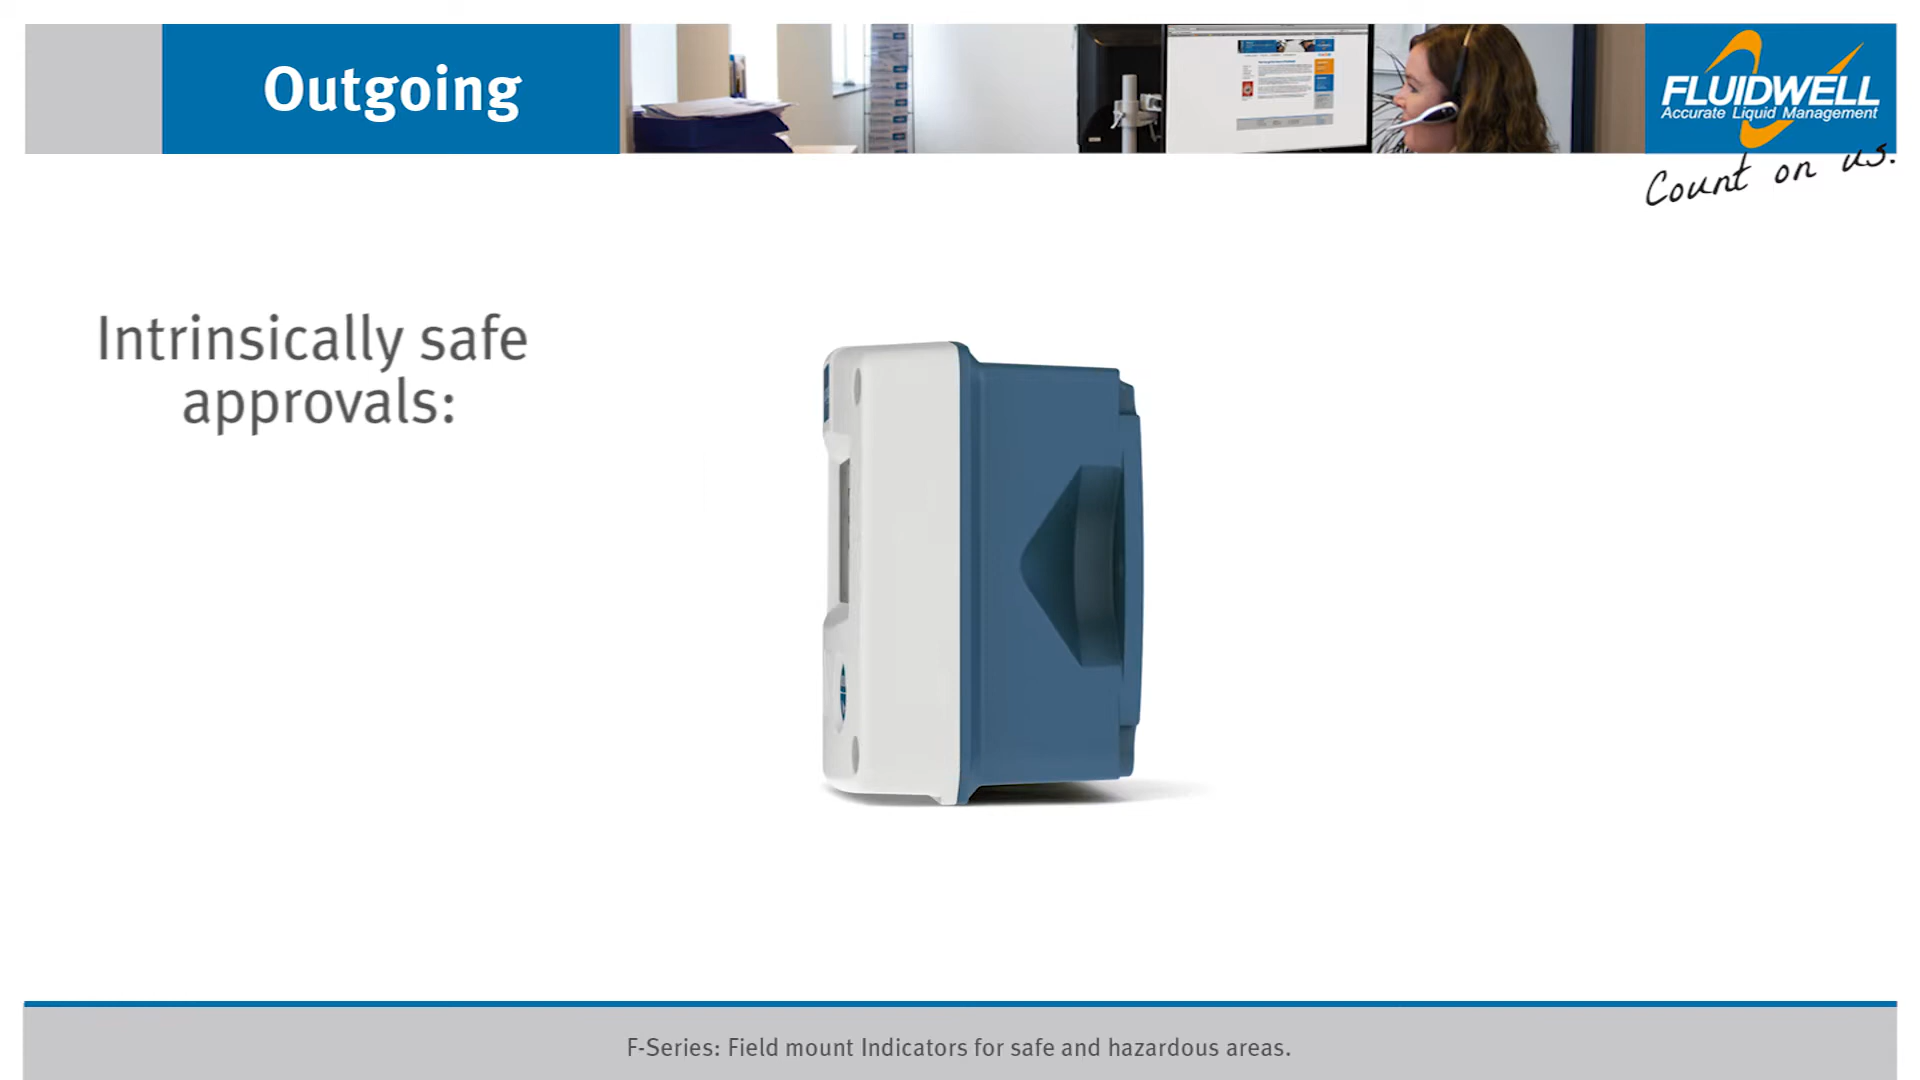 Outgoing
FLUIDWELL
Accurate Liquid Management
Count on us.
Intrinsically safe
approvals:
F-Series: Field mount Indicators for safe and hazardous areas.